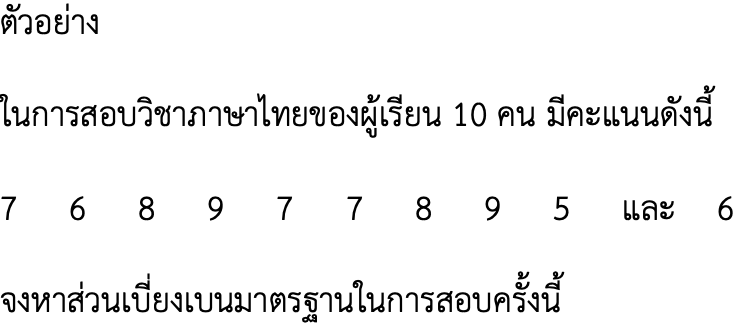 ตัวอย่าง
ในการสอบวิชาภาษาไทยของผู้เรียน 10 คน มีคะแนนดังนี้
7 6 8 9 7 7 8 9 5 และ 6
จงหาส่วนเบี่ยงเบนมาตรฐานในการสอบครั้งนี้